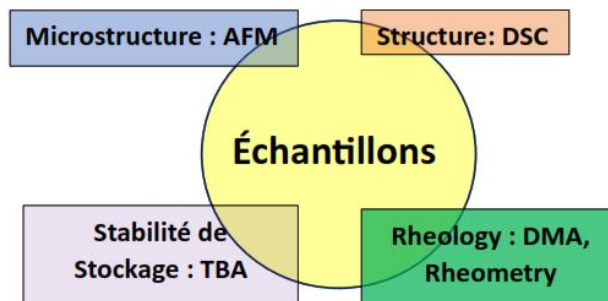 Microstructure : AFM
Structure: DSC
Échantillons
Stabilité de
Stockage : TBA
Rheology : DMA,
Rheometry